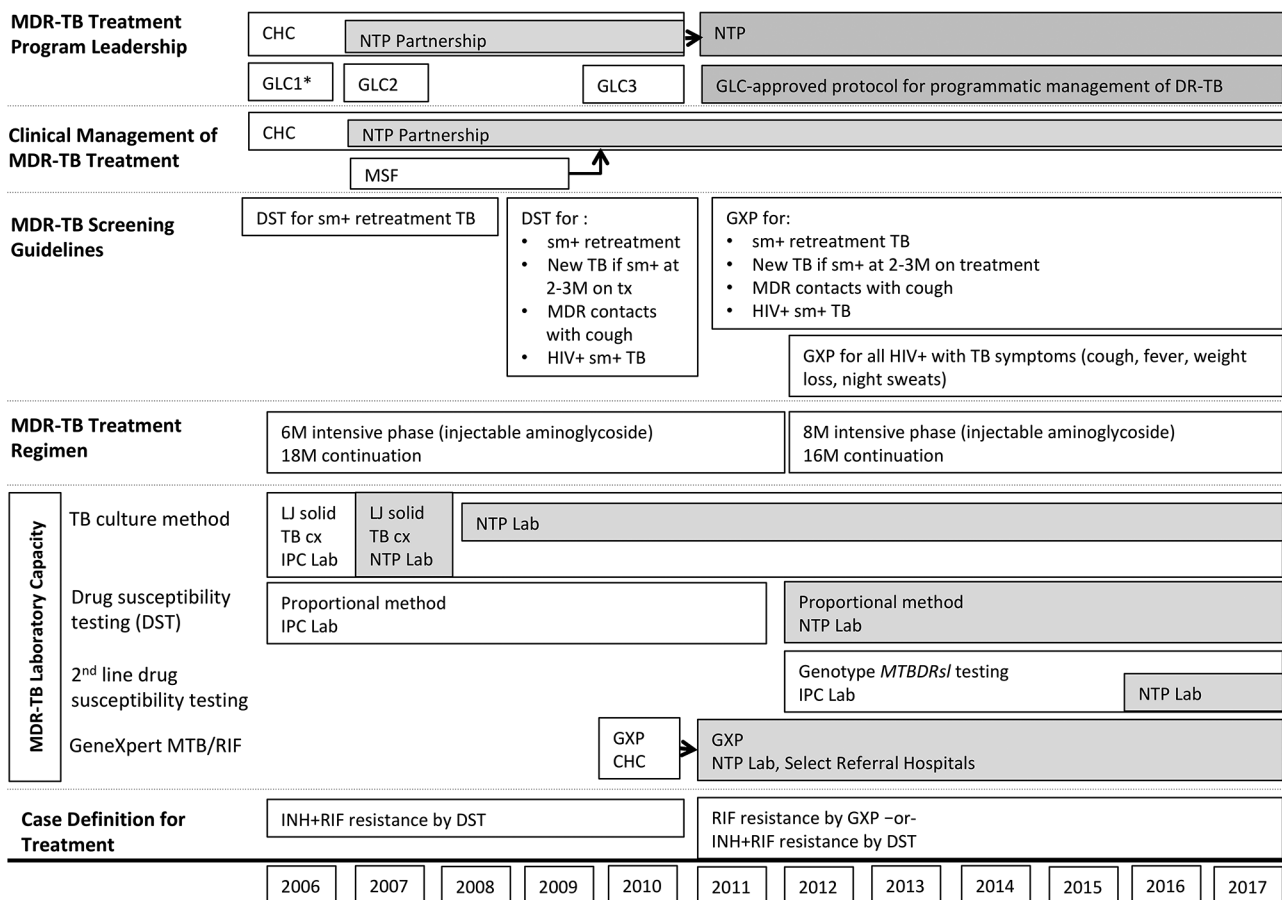 MDR-TB Treatment
Program Leadership
CHC
NTP Partnership
NTP
GLC1*
GLC2
GLC3
GLC-approved protocol for programmatic management of DR-TB
Clinical Management of
MDR-TB Treatment
CHC
NTP Partnership
MSF
MDR-TB Screening
Guidelines
DST for sm+ retreatment TB
DST for :
• sm+ retreatment
• New TB if sm+ at
2-3M on tx
• MDR contacts
with cough
• HIV+ sm+ TB
GXP for:
• sm+ retreatment TB
• New TB if sm+ at 2-3M on treatment
• MDR contacts with cough
• HIV+ sm+ TB
GXP for all HIV+ with TB symptoms (cough, fever, weight
loss, night sweats)
MDR-TB Treatment
Regimen
6M intensive phase (injectable aminoglycoside)
18M continuation
8M intensive phase (injectable aminoglycoside)
16M continuation
MDR-TB Laboratory Capacity
TB culture method
LJ solid
TB cx
IPC Lab
LJ solid
TB cx
NTP Lab
NTP Lab
Drug susceptibility
testing (DST)
Proportional method
IPC Lab
Proportional method
NTP Lab
2nd line drug
susceptibility testing
Genotype MTBDRsl testing
IPC Lab
NTP Lab
GeneXpert MTB/RIF
GXP
CHC
GXP
NTP Lab, Select Referral Hospitals
Case Definition for
Treatment
INH+RIF resistance by DST
RIF resistance by GXP –or-
INH+RIF resistance by DST
2006
2007
2008
2009
2010
2011
2012
2013
2014
2015
2016
2017